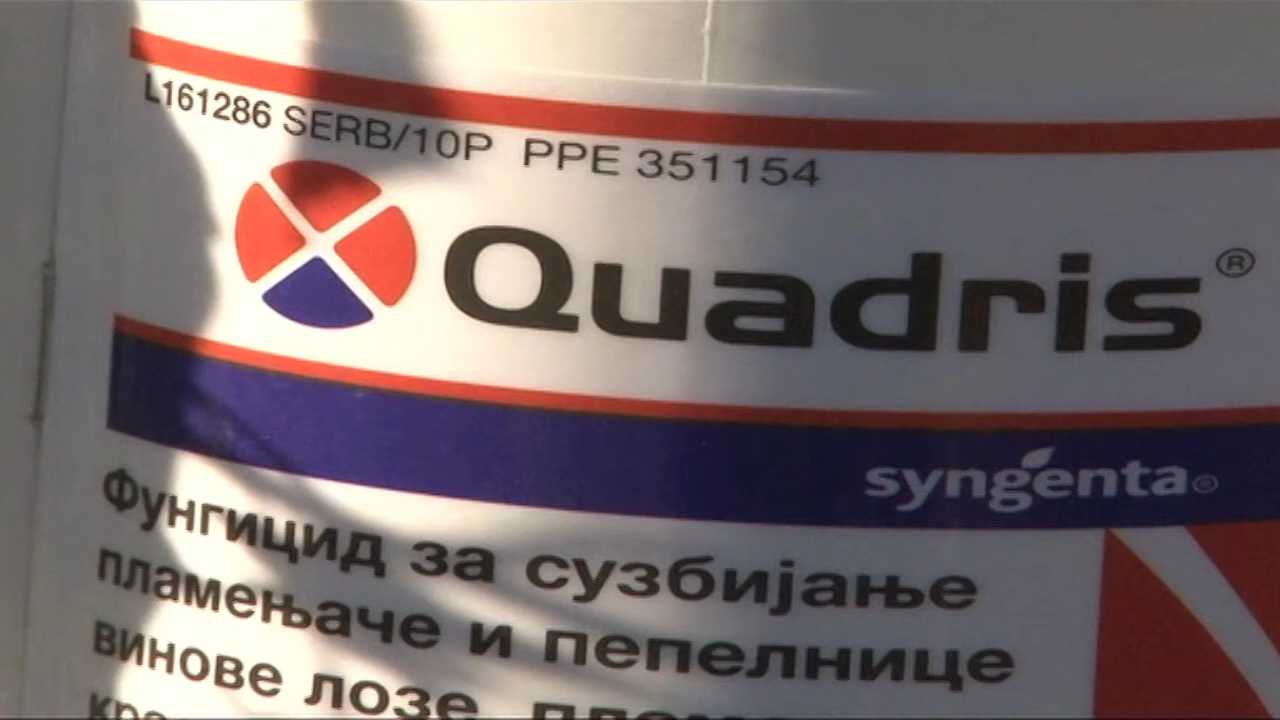 L161286 SERB/10P PPE 351154
Quadris®
syngenta®
Фунгицид за сузбијање
пламењаче и пепелнице
винове лозе,